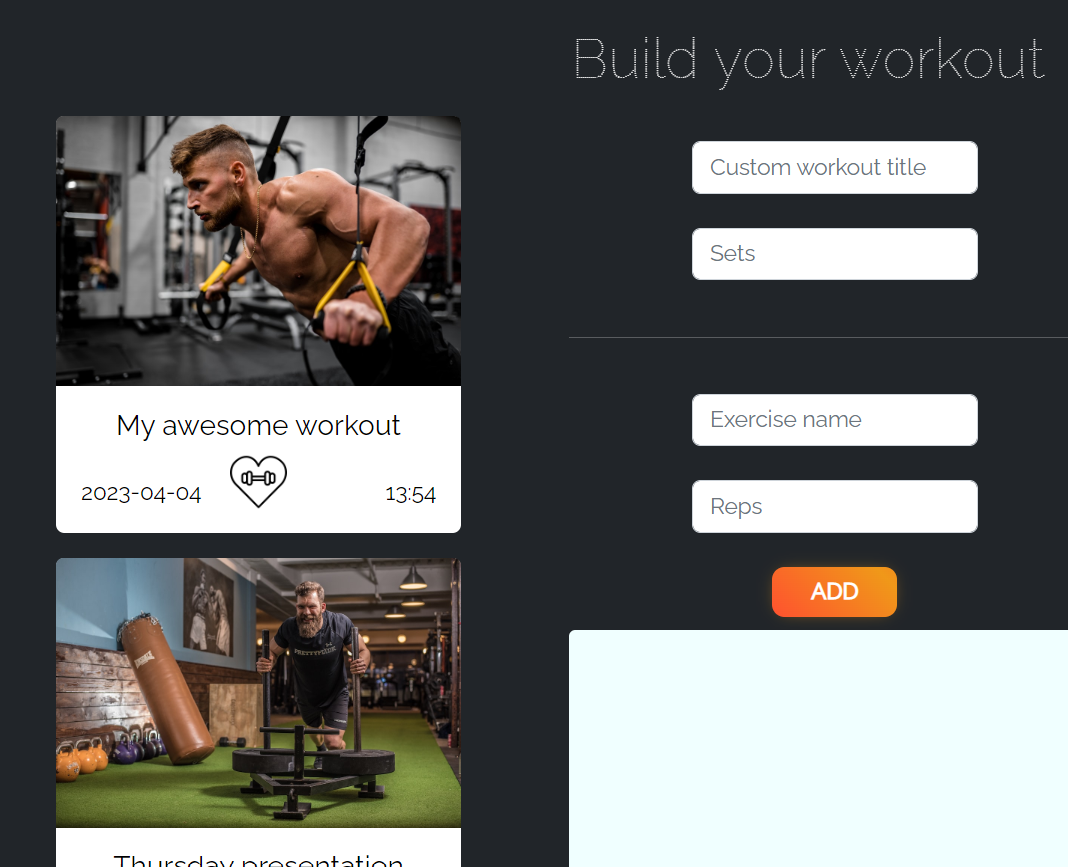 Build your workout
Custom workout title
Sets
Exercise name
Reps
ADD
My awesome workout
2023-04-04 13:54
Thursday presentation